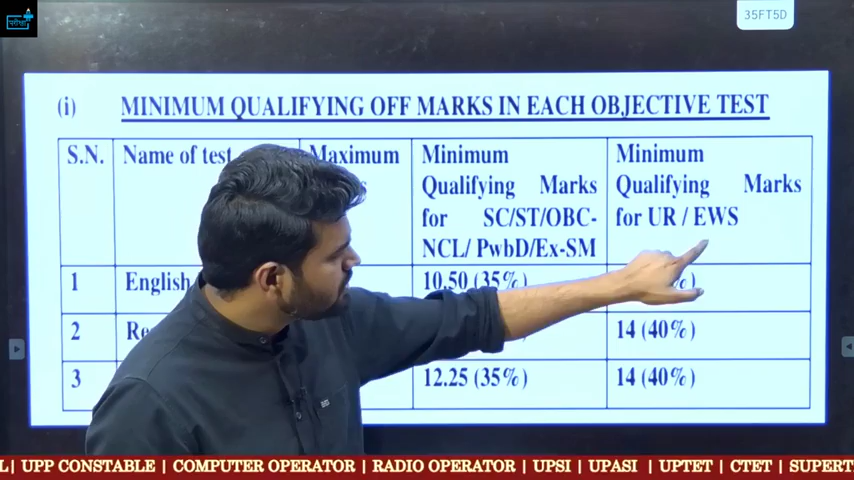 परीक्षा
35FT5D
(i) MINIMUM QUALIFYING OFF MARKS IN EACH OBJECTIVE TEST
S.N. Name of test Maximum Minimum Qualifying Marks for SC/ST/OBC-NCL/ PwbD/Ex-SM Minimum Qualifying Marks for UR / EWS
1 English 10.50 (35%)
2 14 (40%)
3 12.25 (35%) 14 (40%)
| UPP CONSTABLE | COMPUTER OPERATOR | RADIO OPERATOR | UPSI | UPASI | UPTET | CTET |